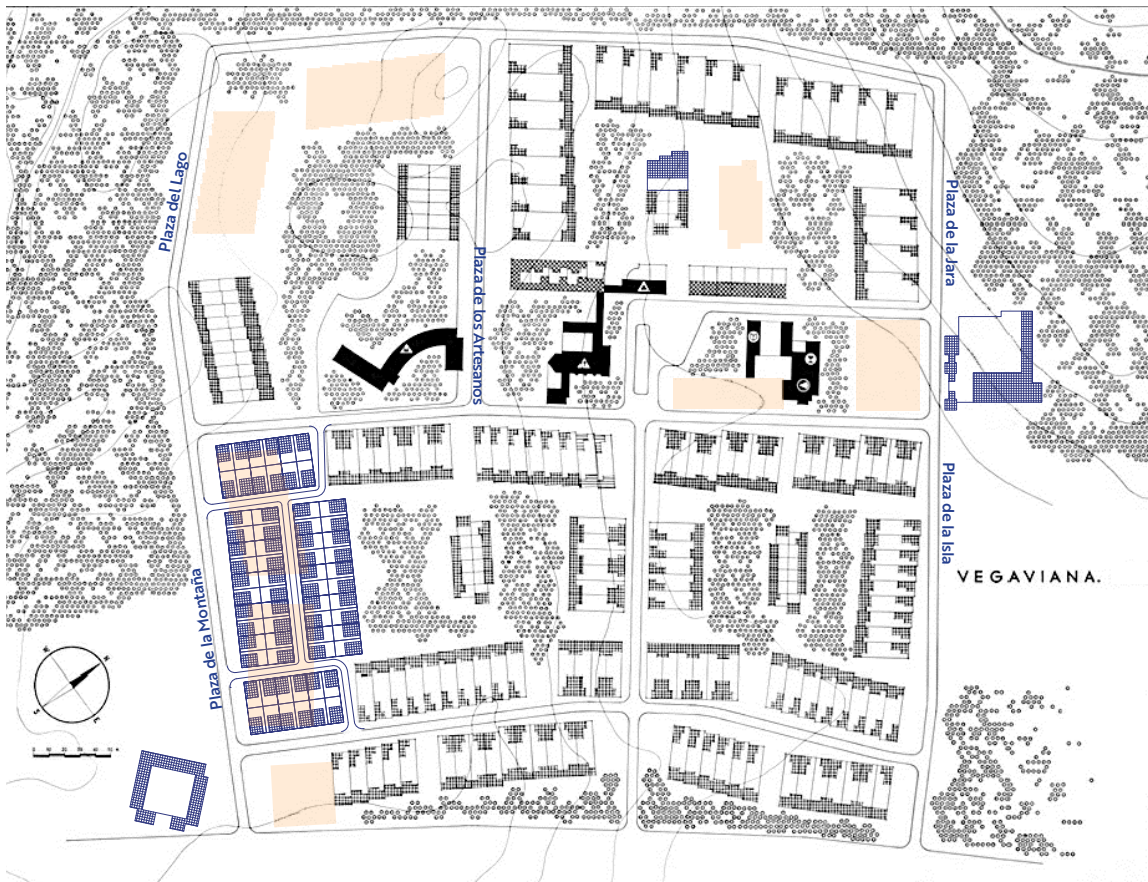 Plaza del Lago
Plaza de los Artesanos
Plaza de la Jara
Plaza de la Isla
VEGAVIANA.
Plaza de la Montaña